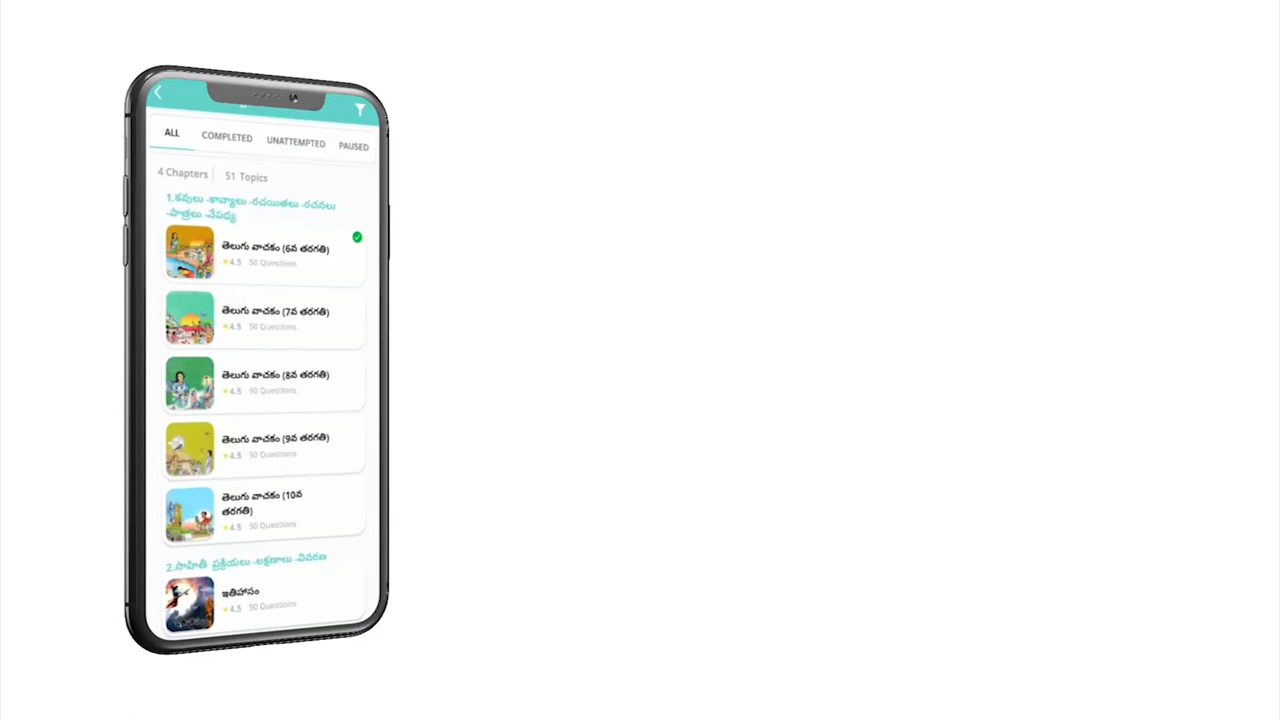 ALL COMPLETED UNATTEMPTED PAUSED
4 Chapters 51 Topics
1.కవులు -కావ్యాలు -రచయితలు -రచనలు
-పాత్రలు -నేపధ్య
తెలుగు వాచకం (6వ తరగతి)
4.5 50 Questions
తెలుగు వాచకం (7వ తరగతి)
4.5 50 Questions
తెలుగు వాచకం (8వ తరగతి)
4.5 50 Questions
తెలుగు వాచకం (9వ తరగతి)
4.5 50 Questions
తెలుగు వాచకం (10వ
తరగతి)
4.5 50 Questions
2.సాహితీ ప్రక్రియలు -లక్షణాలు -వివరణ
ఇతిహాసం
4.5 50 Questions